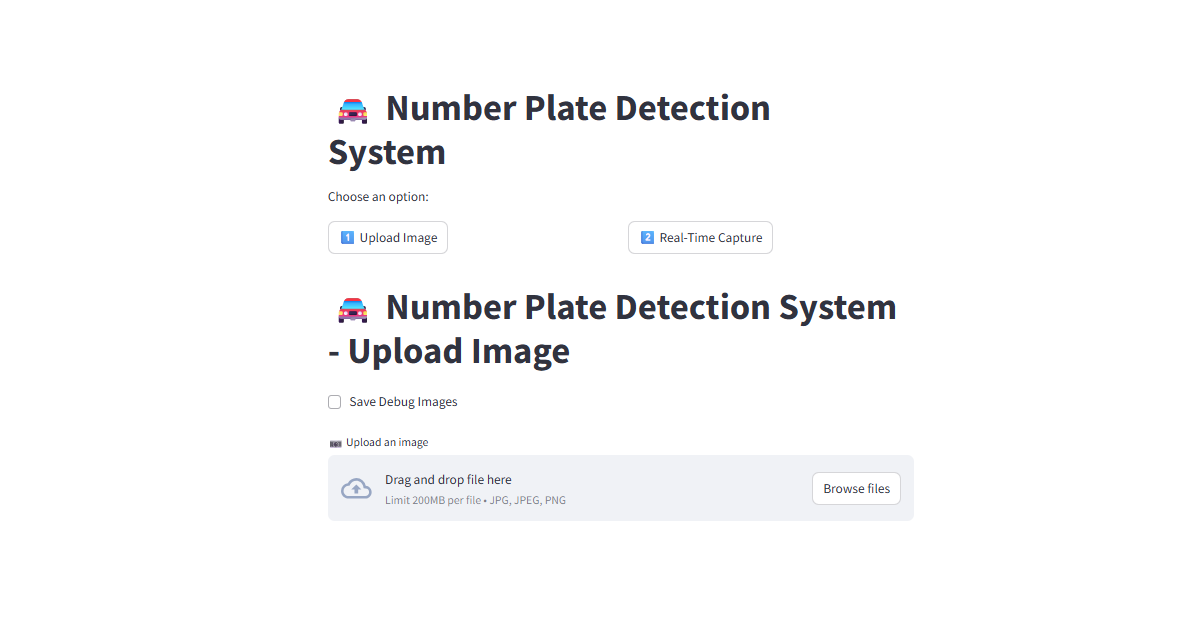 🚘 Number Plate Detection
System
Choose an option:
1️⃣ Upload Image
2️⃣ Real-Time Capture
🚘 Number Plate Detection System
- Upload Image
Save Debug Images
📷 Upload an image
Drag and drop file here
Limit 200MB per file • JPG, JPEG, PNG
Browse files